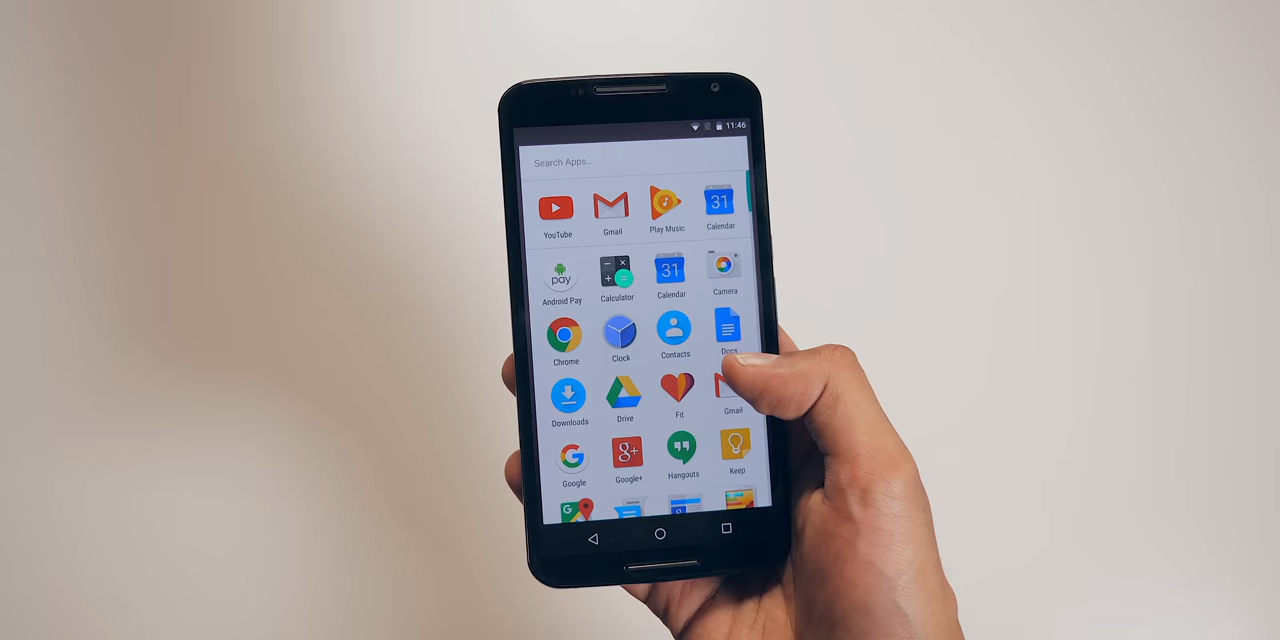 11:46
Search Apps...
YouTube Gmail Play Music Calendar
31
pay
31
Android Pay Calculator Calendar Camera
Chrome Clock Contacts Docs
Downloads Drive Fit Gmail
G g+
Google Google+ Hangouts Keep
G